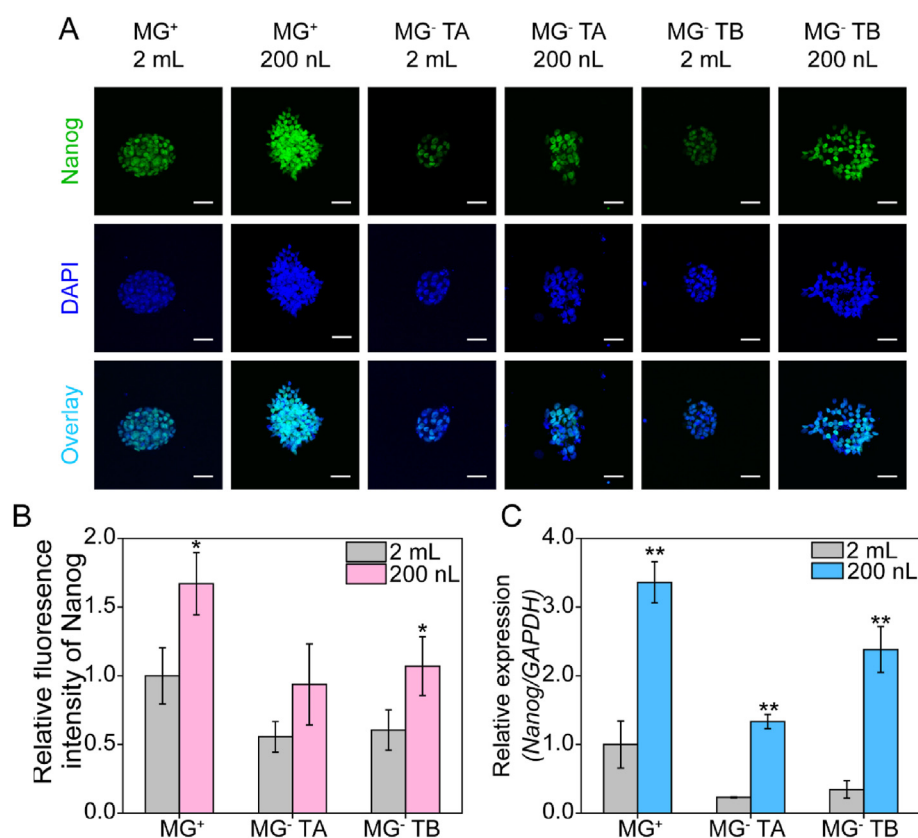 A
MG⁺ 2 mL
MG⁺ 200 nL
MG⁻ TA 2 mL
MG⁻ TA 200 nL
MG⁻ TB 2 mL
MG⁻ TB 200 nL
Nanog
DAPI
Overlay
B
Relative fluoresence
intensity of Nanog
2.0
1.5
1.0
0.5
0.0
*
*
2 mL
200 nL
MG⁺
MG⁻ TA
MG⁻ TB
C
Relative expression
(Nanog/GAPDH)
4.0
3.0
2.0
1.0
0.0
**
**
**
2 mL
200 nL
MG⁺
MG⁻ TA
MG⁻ TB